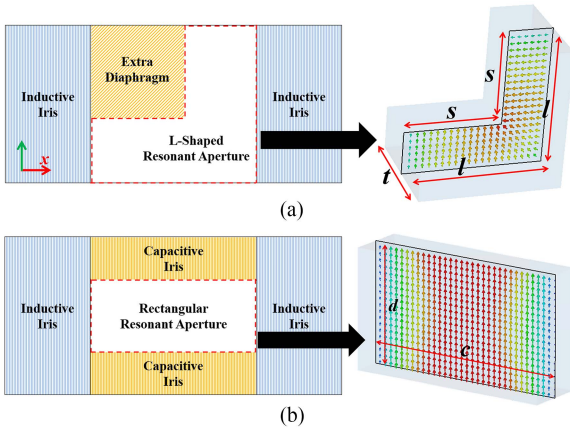 Extra
Diaphragm
Inductive
Iris
L-Shaped
Resonant Aperture
Inductive
Iris
x
s
s
l
l
t
(a)
Capacitive
Iris
Inductive
Iris
Rectangular
Resonant Aperture
Inductive
Iris
Capacitive
Iris
d
c
(b)